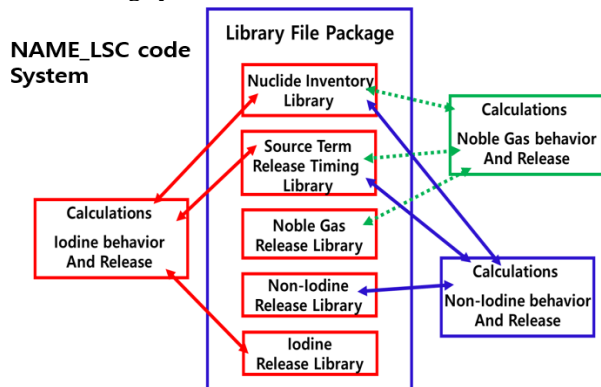 NAME_LSC code
System
Library File Package
Nuclide Inventory
Library
Source Term
Release Timing
Library
Noble Gas
Release Library
Non-Iodine
Release Library
Iodine
Release Library
Calculations
Iodine behavior
And Release
Calculations
Noble Gas behavior
And Release
Calculations
Non-Iodine behavior
And Release